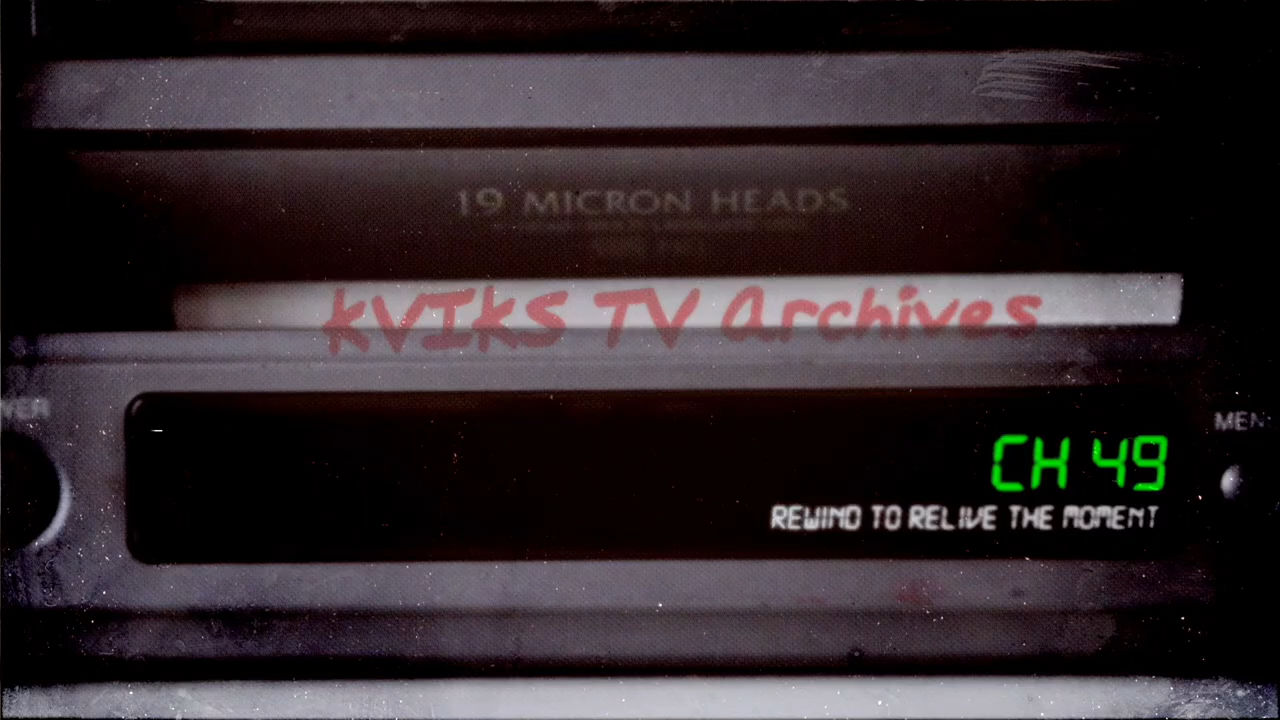 19 MICRON HEADS
KVIKS TV Archives
CH 49
REWIND TO RELIVE THE MOMENT